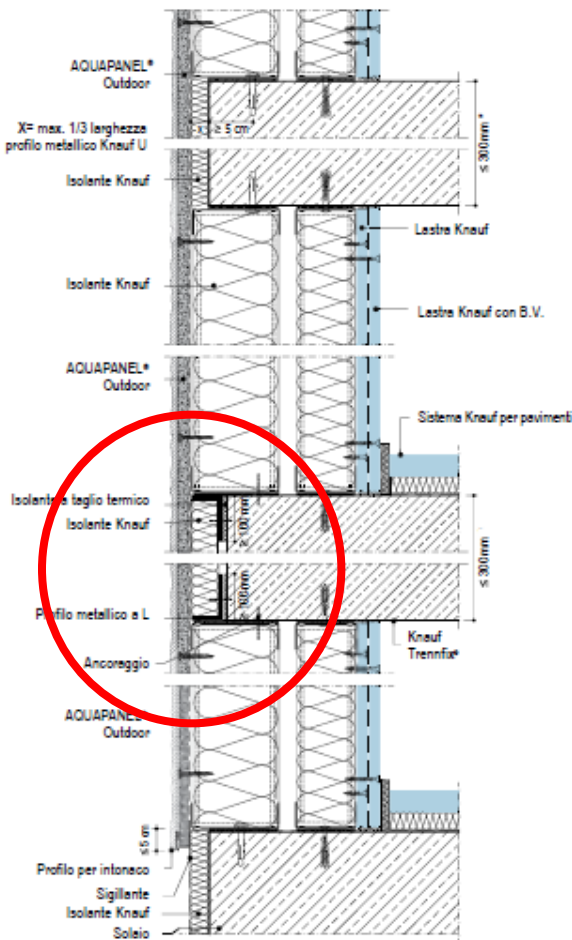 AQUAPANEL®
Outdoor
X= max. 1/3 larghezza
profilo metallico Knauf U
x
≥ 5 cm
≤ 300mm *
Isolante Knauf
Lastra Knauf
Isolante Knauf
Lastra Knauf con B.V.
AQUAPANEL®
Outdoor
Sistema Knauf per pavimenti
Isolante a taglio termico
Isolante Knauf
≥ 100 mm
≤ 300mm
Profilo metallico a L
Knauf
Trennfix®
Ancoraggio
AQUAPANEL®
Outdoor
≤ 5 cm
Profilo per intonaco
Sigillante
Isolante Knauf
Solaio